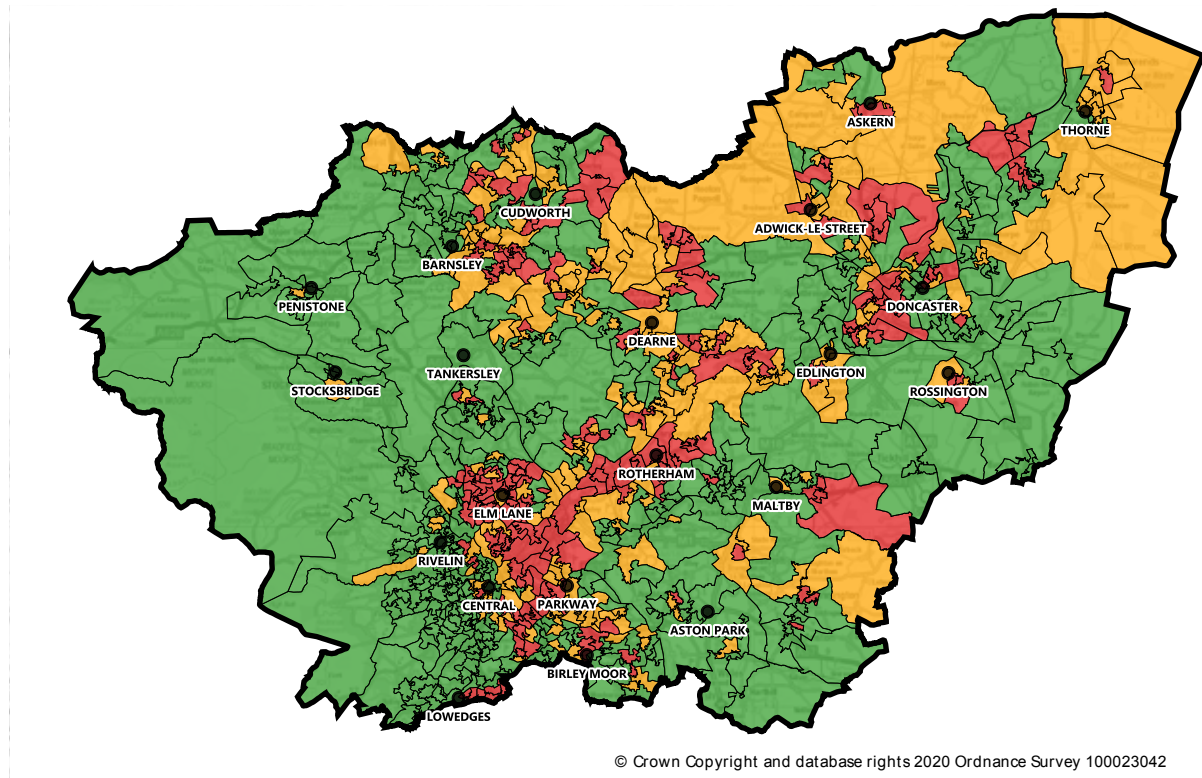 ASKERN
THORNE
CUDWORTH
ADWICK-LE-STREET
BARNSLEY
PENISTONE
DONCASTER
DEARNE
TANKERSLEY
EDLINGTON
STOCKSBRIDGE
ROSSINGTON
ROTHERHAM
MALTBY
ELM LANE
RIVELIN
CENTRAL
PARKWAY
ASTON PARK
BIRLEY MOOR
LOWEDGES
© Crown Copyright and database rights 2020 Ordnance Survey 100023042